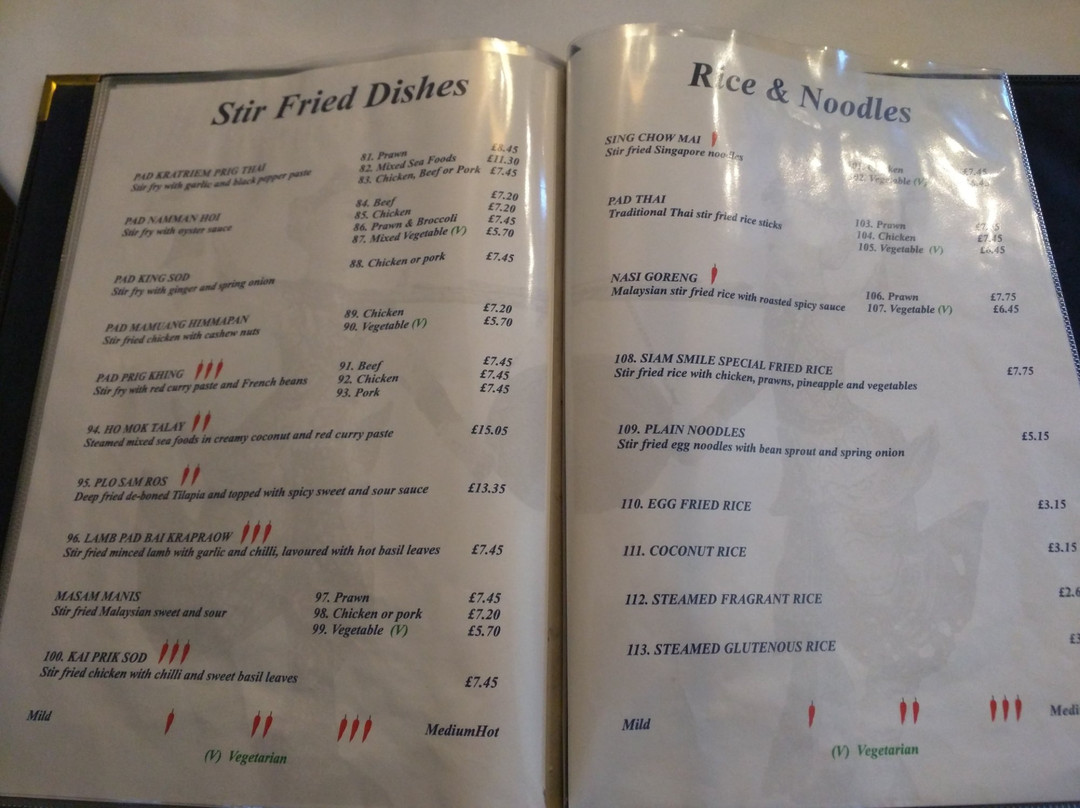 Stir Fried Dishes
PAD KRATRIEM PRIG THAI
Stir fry with garlic and black pepper paste
81. Prawn £8.45
82. Mixed Sea Foods £11.30
83. Chicken, Beef or Pork £7.45
PAD NAMMAN HOI
Stir fry with oyster sauce
84. Beef £7.20
85. Chicken £7.20
86. Prawn & Broccoli £7.45
87. Mixed Vegetable (V) £5.70
PAD KING SOD
Stir fry with ginger and spring onion
88. Chicken or pork £7.45
PAD MAMUANG HIMMAPAN
Stir fried chicken with cashew nuts
89. Chicken £7.20
90. Vegetable (V) £5.70
PAD PRIG KHING
Stir fry with red curry paste and French beans
91. Beef £7.45
92. Chicken £7.45
93. Pork £7.45
94. HO MOK TALAY
Steamed mixed sea foods in creamy coconut and red curry paste £15.05
95. PLO SAM ROS
Deep fried de-boned Tilapia and topped with spicy sweet and sour sauce £13.35
96. LAMB PAD BAI KRAPRAOW
Stir fried minced lamb with garlic and chilli, lavoured with hot basil leaves £7.45
MASAM MANIS
Stir fried Malaysian sweet and sour
97. Prawn £7.45
98. Chicken or pork £7.20
99. Vegetable (V) £5.70
100. KAI PRIK SOD
Stir fried chicken with chilli and sweet basil leaves £7.45
Mild MediumHot
(V) Vegetarian
Rice & Noodles
SING CHOW MAI
Stir fried Singapore noodles
Vegetable (V)
PAD THAI
Traditional Thai stir fried rice sticks
103. Prawn
104. Chicken £7.45
105. Vegetable (V) £6.45
NASI GORENG
Malaysian stir fried rice with roasted spicy sauce
106. Prawn £7.75
107. Vegetable (V) £6.45
108. SIAM SMILE SPECIAL FRIED RICE
Stir fried rice with chicken, prawns, pineapple and vegetables £7.75
109. PLAIN NOODLES
Stir fried egg noodles with bean sprout and spring onion £5.15
110. EGG FRIED RICE £3.15
111. COCONUT RICE £3.15
112. STEAMED FRAGRANT RICE £2.6
113. STEAMED GLUTENOUS RICE £3
Mild Medi
(V) Vegetarian